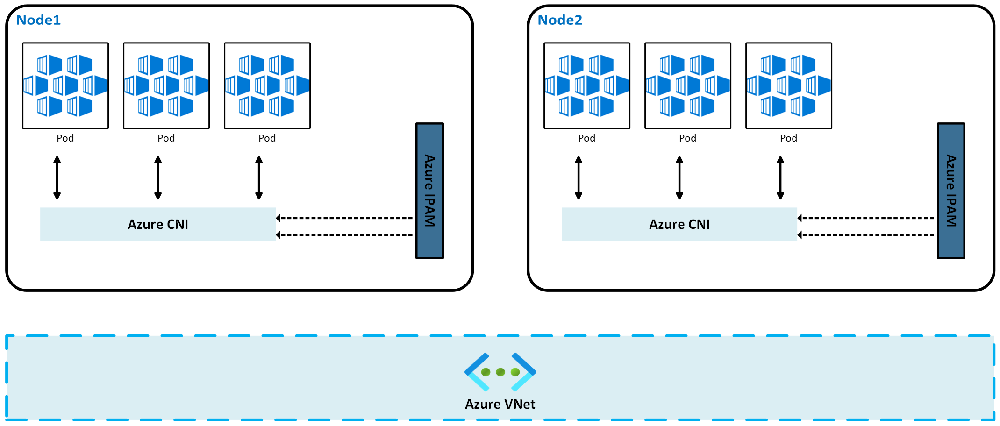 Node1
Pod
Pod
Pod
Azure IPAM
Azure CNI
Node2
Pod
Pod
Pod
Azure IPAM
Azure CNI
Azure VNet